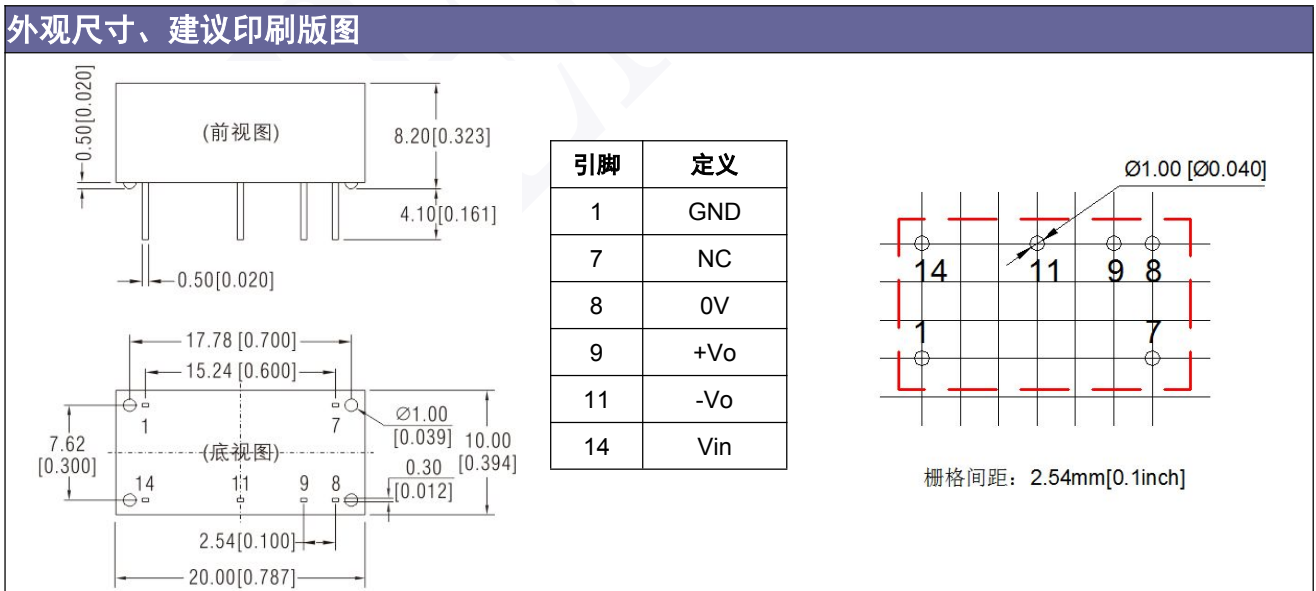 外观尺寸、建议印刷版图
0.50[0.020]
(前视图)
8.20[0.323]
4.10[0.161]
0.50[0.020]
17.78 [0.700]
15.24 [0.600]
1
7
Ø1.00
[0.039]
10.00
[0.394]
7.62
[0.300]
(底视图)
0.30
[0.012]
14
11
9
8
2.54[0.100]
20.00[0.787]
引脚 定义
1 GND
7 NC
8 0V
9 +Vo
11 -Vo
14 Vin
Ø1.00 [Ø0.040]
14 11 9 8
1 7
栅格间距：2.54mm[0.1inch]